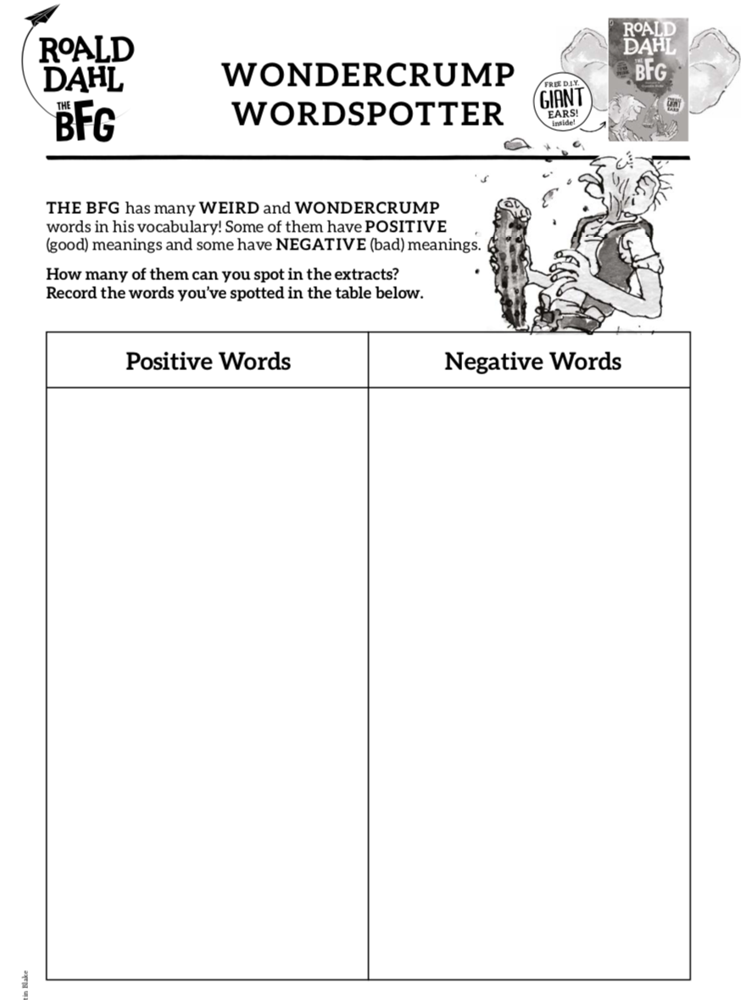 ROALD
DAHL
THE
BFG
WONDERCRUMP
WORDSPOTTER
FREE D.I.Y.
GIANT
EARS!
inside!
ROALD
DAHL
THE
BFG
THE BFG has many WEIRD and WONDERCRUMP
words in his vocabulary! Some of them have POSITIVE
(good) meanings and some have NEGATIVE (bad) meanings.
How many of them can you spot in the extracts?
Record the words you’ve spotted in the table below.
Positive Words
Negative Words
tin Blake